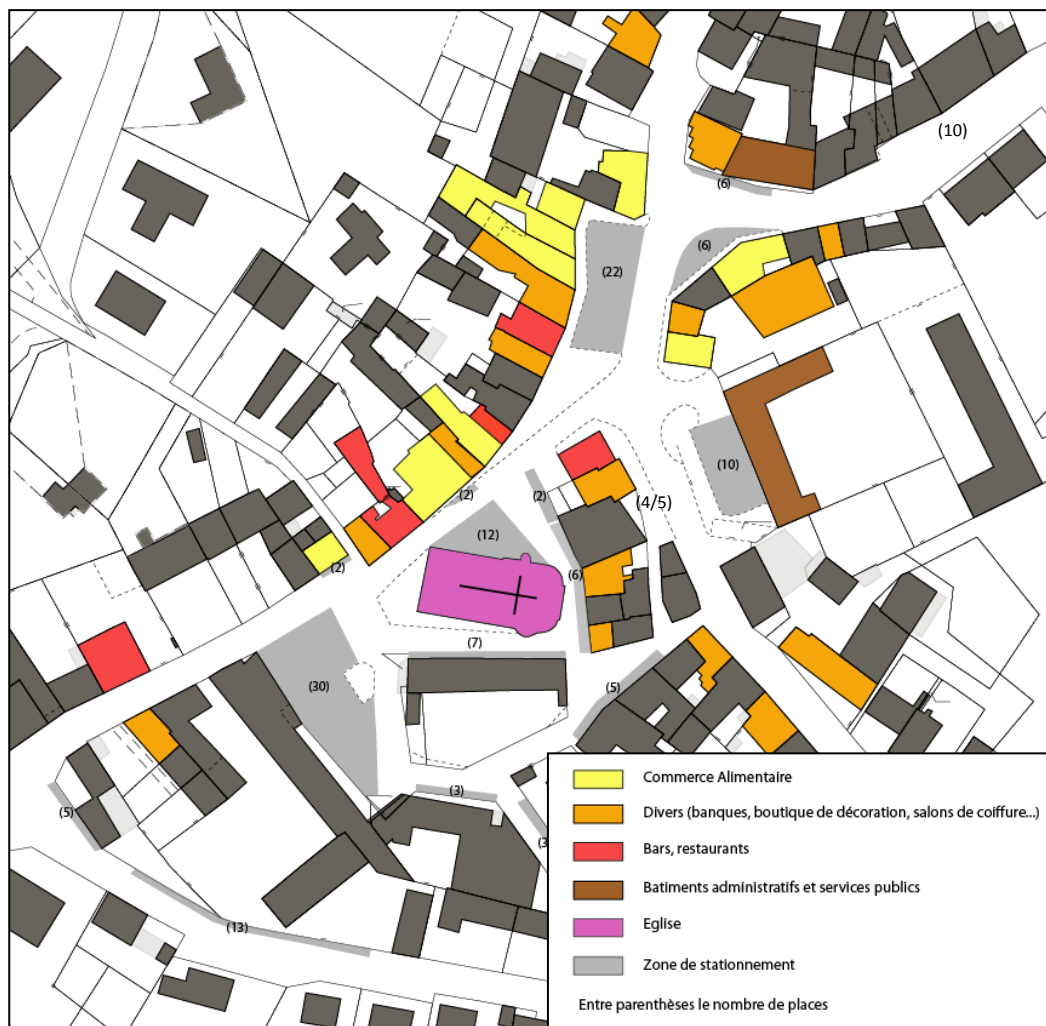 (10)
(6)
(6)
(22)
(10)
(2)
(2)
(4/5)
(12)
(2)
(6)
(7)
(30)
(5)
(3)
(5)
(13)
Commerce Alimentaire
Divers (banques, boutique de décoration, salons de coiffure...)
Bars, restaurants
Batiments administratifs et services publics
Eglise
Zone de stationnement
Entre parenthèses le nombre de places